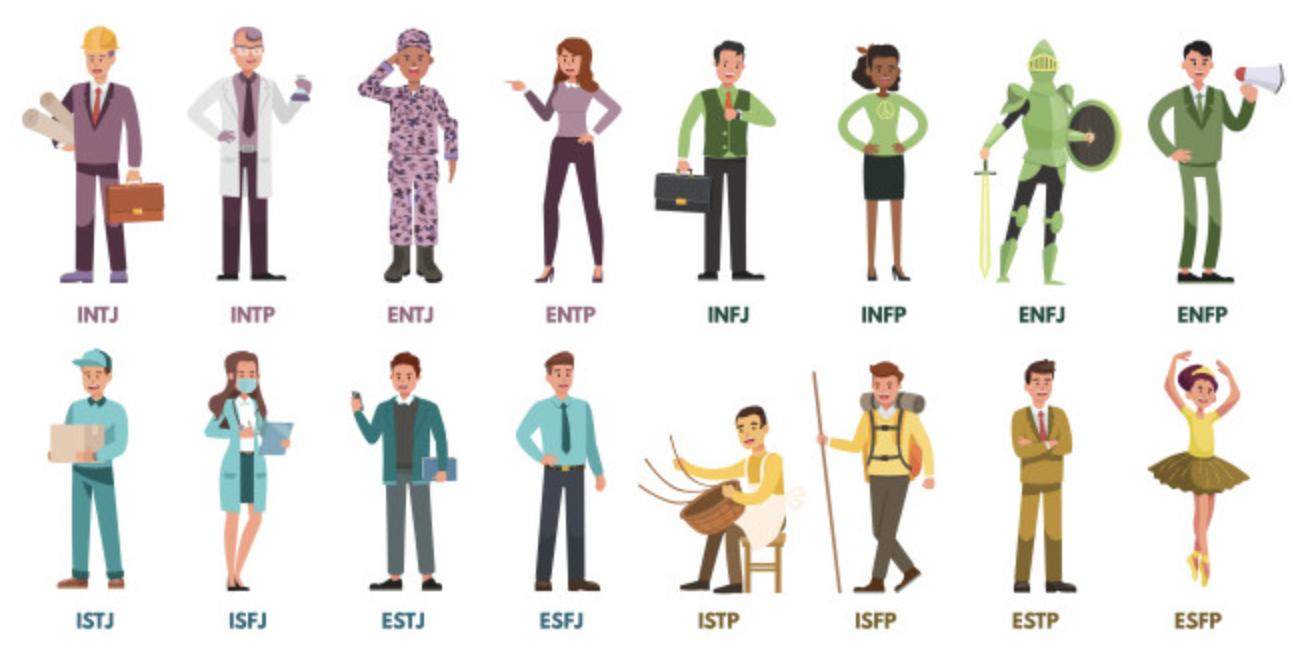 INTJ INTP ENTJ ENTP INFJ INFP ENFJ ENFP
ISTJ ISFJ ESTJ ESFJ ISTP ISFP ESTP ESFP